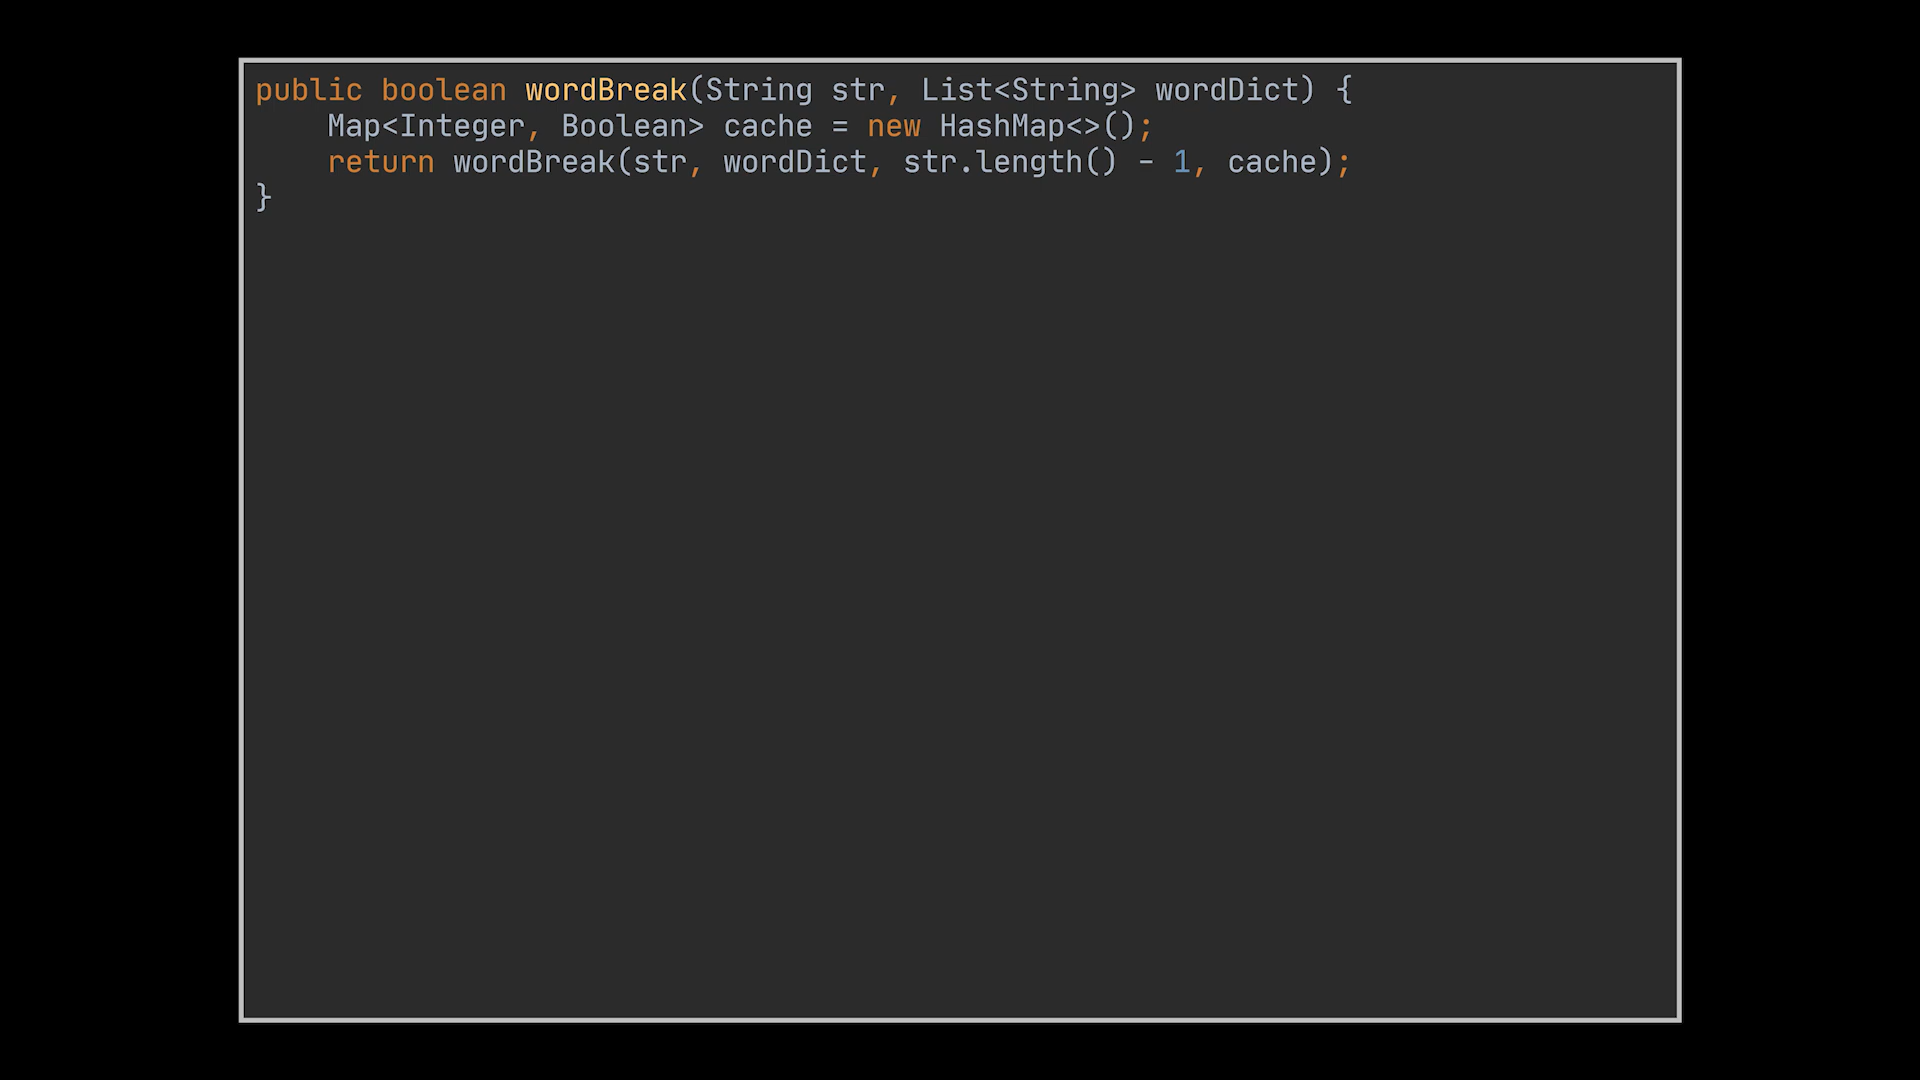 public boolean wordBreak(String str, List<String> wordDict) {
    Map<Integer, Boolean> cache = new HashMap<>();
    return wordBreak(str, wordDict, str.length() - 1, cache);
}